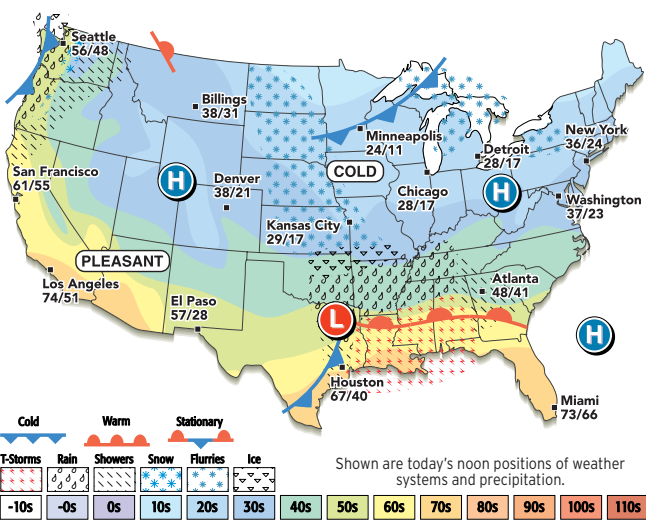 Seattle
56/48
Billings
38/31
Minneapolis
24/11
New York
36/24
Detroit
28/17
San Francisco
61/55
H
Denver
38/21
COLD
Chicago
28/17
H
Washington
37/23
Kansas City
29/17
PLEASANT
Los Angeles
74/51
El Paso
57/28
Atlanta
48/41
L
H
Houston
67/40
Miami
73/66
Cold
Warm
Stationary
T-Storms
Rain
Showers
Snow
Flurries
Ice
Shown are today's noon positions of weather
systems and precipitation.
-10s -0s 0s 10s 20s 30s 40s 50s 60s 70s 80s 90s 100s 110s